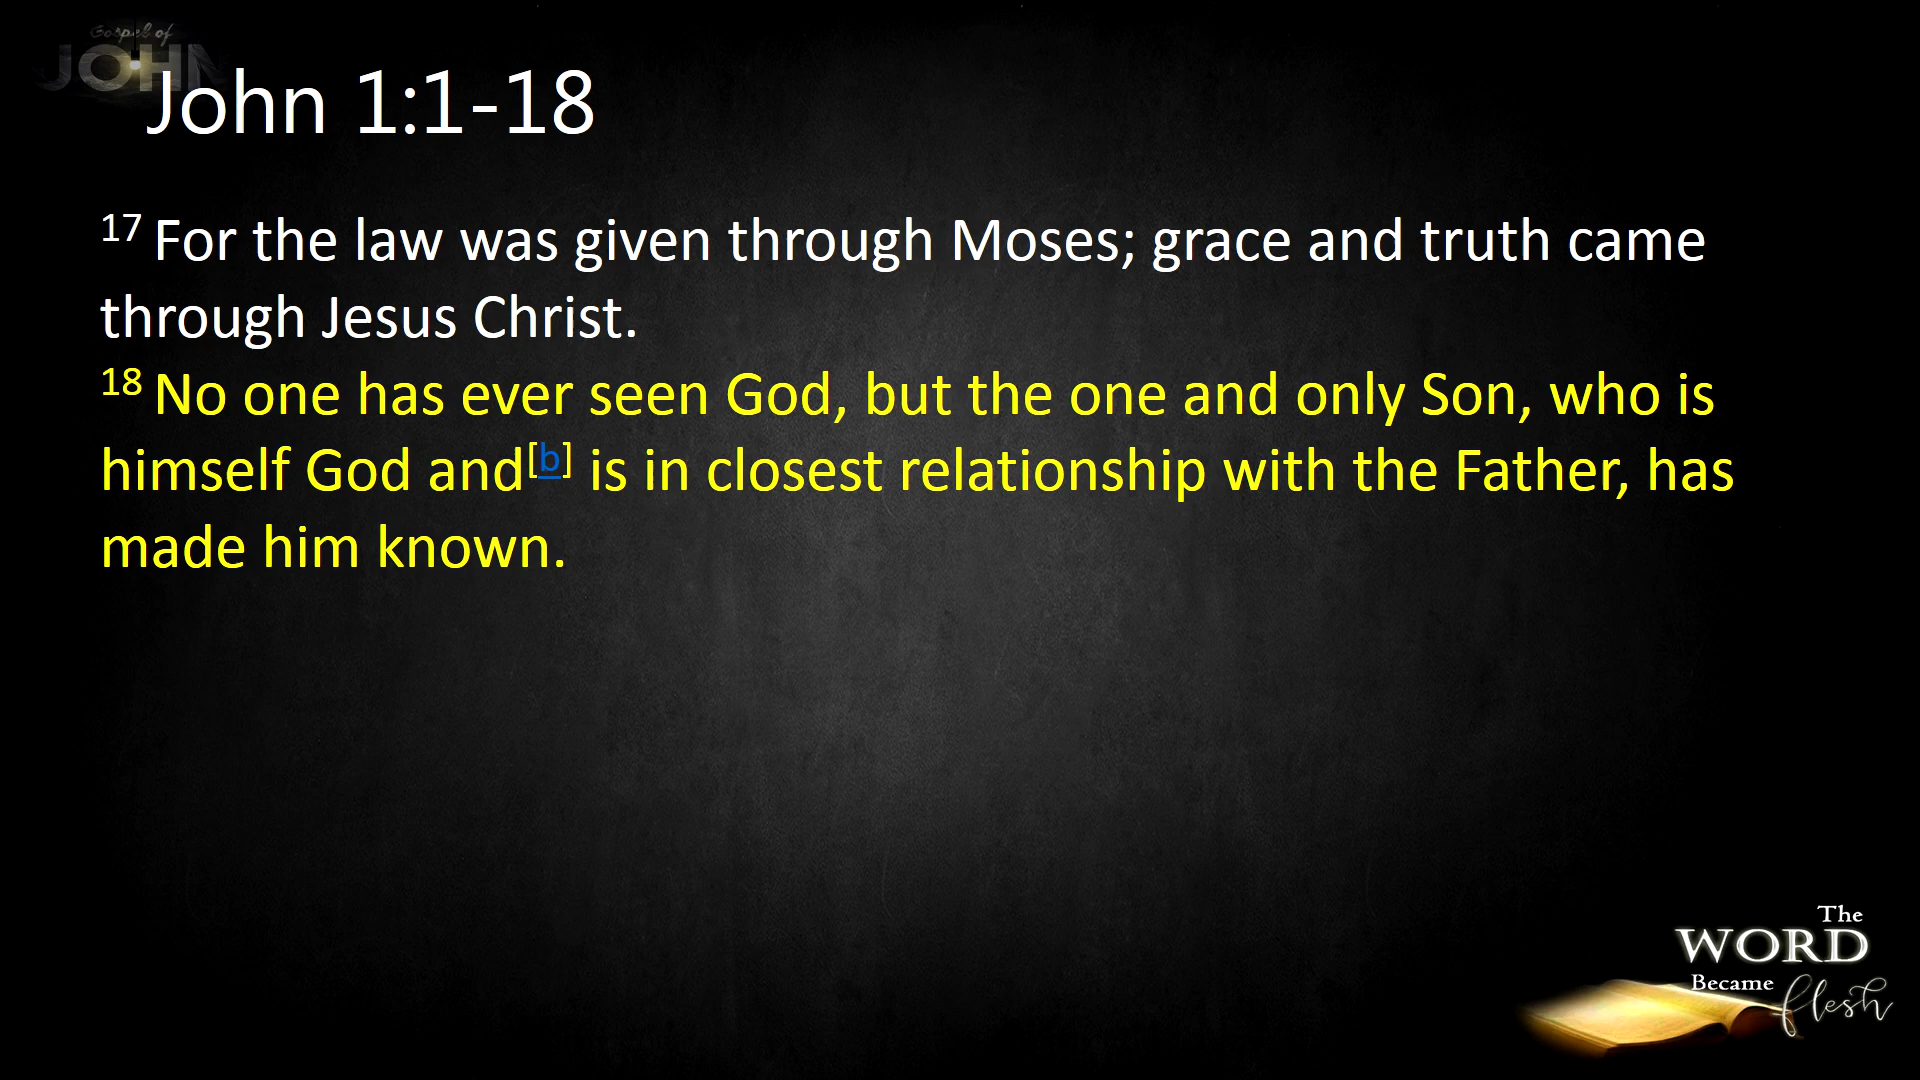 Gospel of
JOHN
John 1:1-18
17 For the law was given through Moses; grace and truth came
through Jesus Christ.
18 No one has ever seen God, but the one and only Son, who is
himself God and[b] is in closest relationship with the Father, has
made him known.
The
WORD
Became
flesh